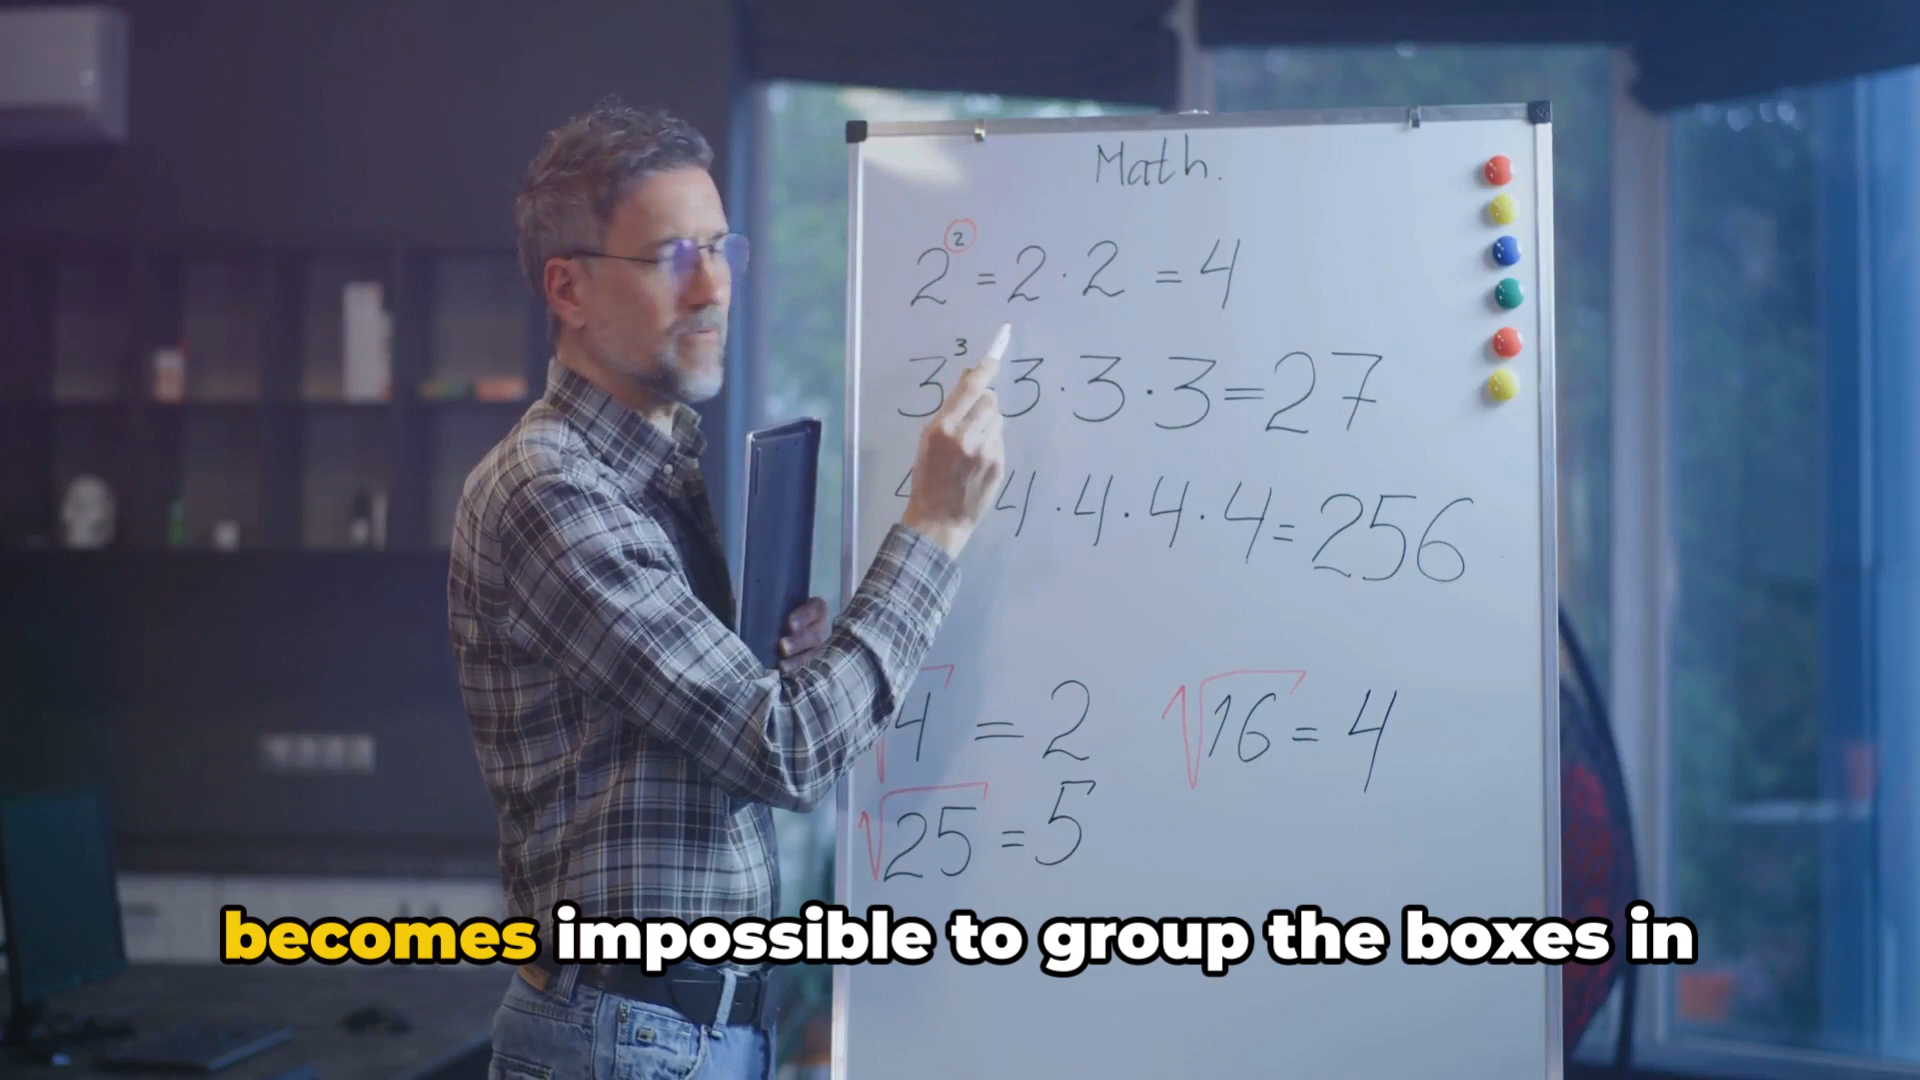 Math.
2² = 2 · 2 = 4
3³ 3 · 3 · 3 = 27
4 4 · 4 · 4 · 4 = 256
√4 = 2 √16 = 4
√25 = 5
becomes impossible to group the boxes in